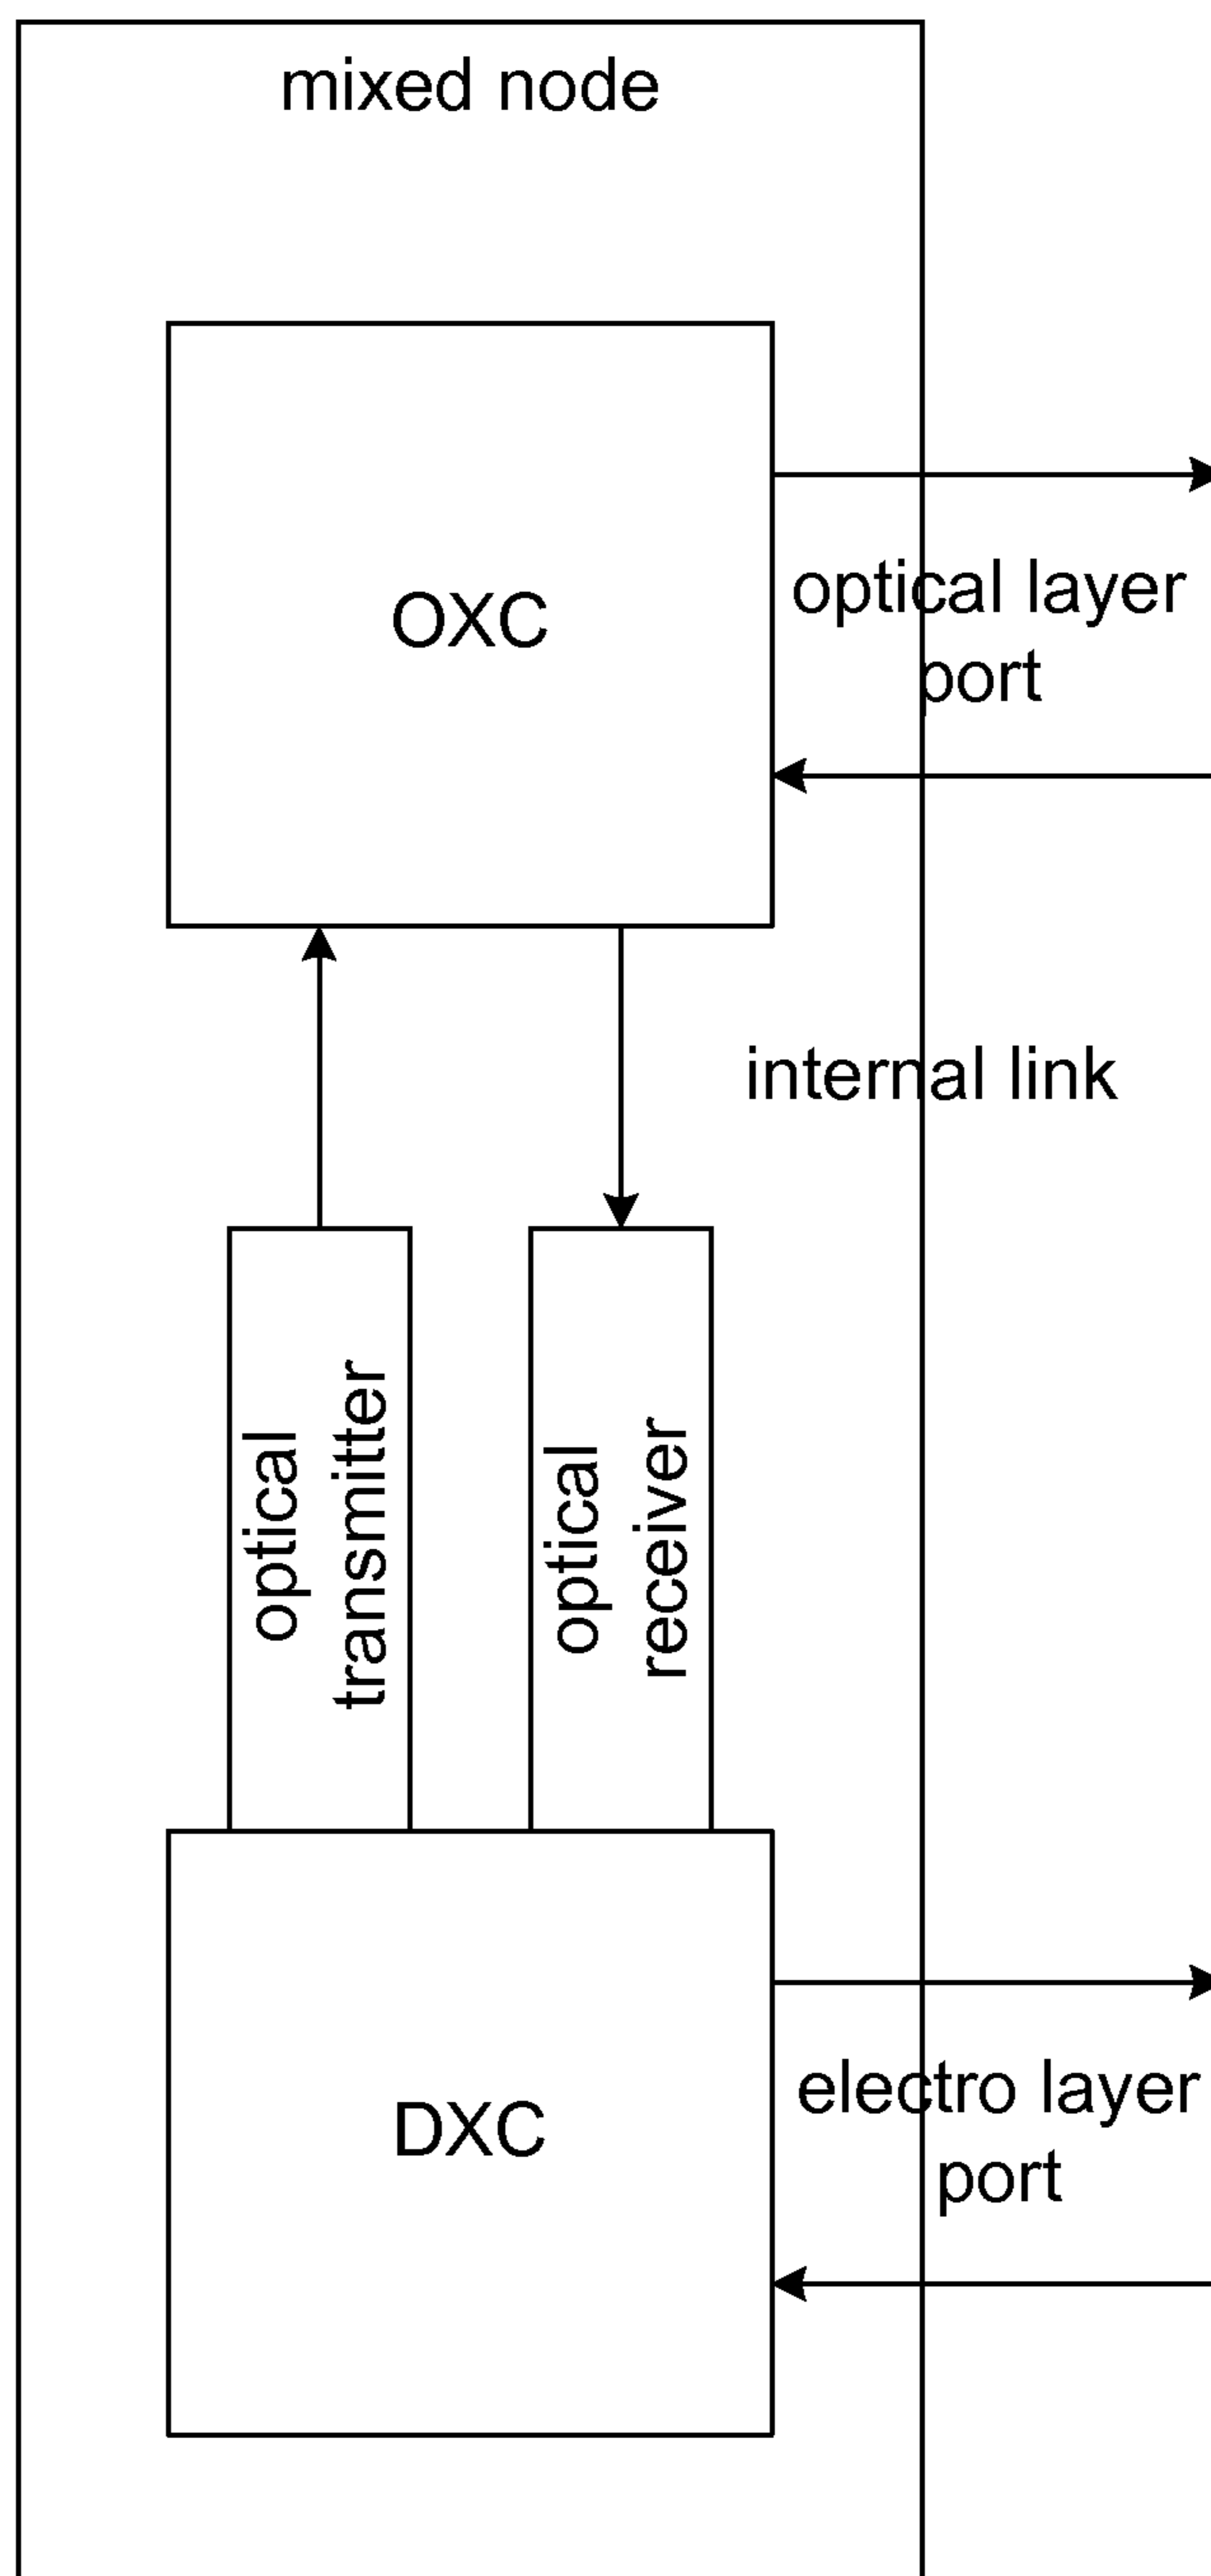 mixed node
OXC
optical layer
port
internal link
optical
transmitter
optical
receiver
DXC
electro layer
port